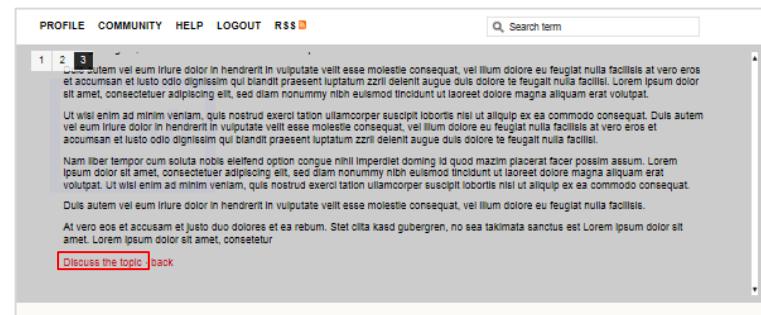 PROFILE COMMUNITY HELP LOGOUT RSS
Search term
1 2 3
Duis autem vel eum iriure dolor in hendrerit in vulputate velit esse molestie consequat, vel illum dolore eu feugiat nulla facilisis at vero eros
et accumsan et iusto odio dignissim qui blandit praesent luptatum zzril delenit augue duis dolore te feugait nulla facilisi. Lorem ipsum dolor
sit amet, consectetuer adipiscing elit, sed diam nonummy nibh euismod tincidunt ut laoreet dolore magna aliquam erat volutpat.
Ut wisi enim ad minim veniam, quis nostrud exerci tation ullamcorper suscipit lobortis nisl ut aliquip ex ea commodo consequat. Duis autem
vel eum iriure dolor in hendrerit in vulputate velit esse molestie consequat, vel illum dolore eu feugiat nulla facilisis at vero eros et
accumsan et iusto odio dignissim qui blandit praesent luptatum zzril delenit augue duis dolore te feugait nulla facilisi.
Nam liber tempor cum soluta nobis eleifend option congue nihil imperdiet doming id quod mazim placerat facer possim assum. Lorem
ipsum dolor sit amet, consectetuer adipiscing elit, sed diam nonummy nibh euismod tincidunt ut laoreet dolore magna aliquam erat
volutpat. Ut wisi enim ad minim veniam, quis nostrud exerci tation ullamcorper suscipit lobortis nisl ut aliquip ex ea commodo consequat.
Duis autem vel eum iriure dolor in hendrerit in vulputate velit esse molestie consequat, vel illum dolore eu feugiat nulla facilisis.
At vero eos et accusam et justo duo dolores et ea rebum. Stet clita kasd gubergren, no sea takimata sanctus est Lorem ipsum dolor sit
amet. Lorem ipsum dolor sit amet, consetetur
Discuss the topic back